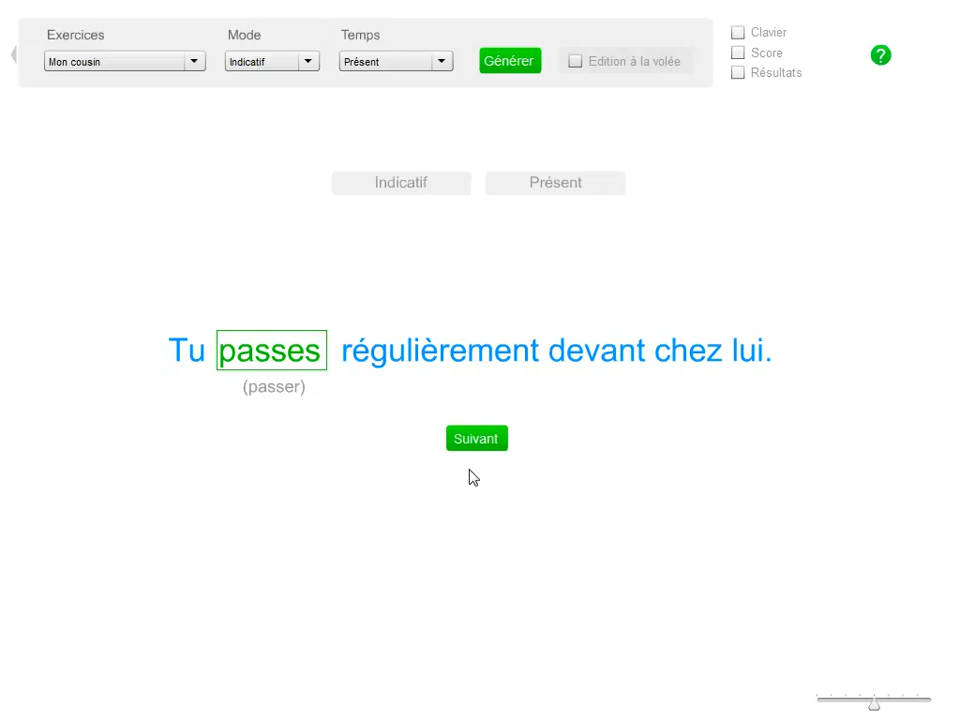 Exercices Mode Temps
Mon cousin Indicatif Présent Générer Edition à la volée
Clavier
Score
Résultats
?
Indicatif Présent
Tu passes régulièrement devant chez lui.
(passer)
Suivant